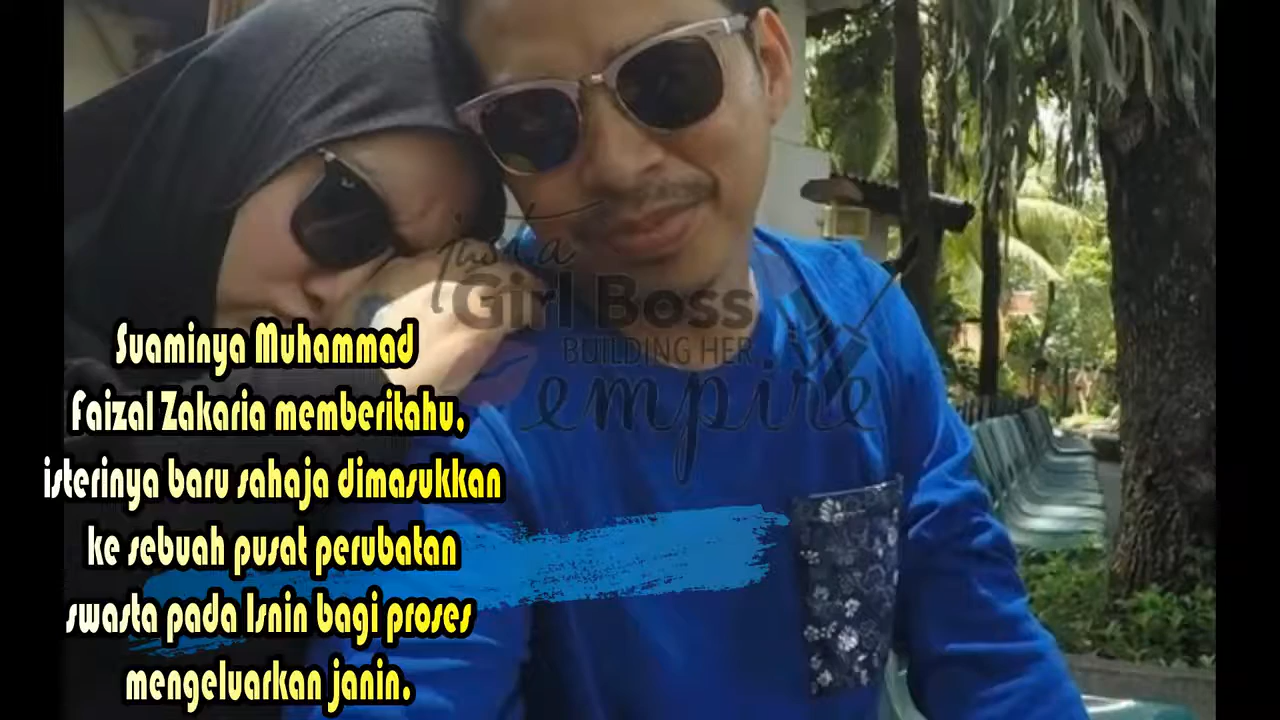 just a
Girl Boss
BUILDING HER
empire
Suaminya Muhammad
Faizal Zakaria memberitahu,
isterinya baru sahaja dimasukkan
ke sebuah pusat perubatan
swasta pada Isnin bagi proses
mengeluarkan janin.